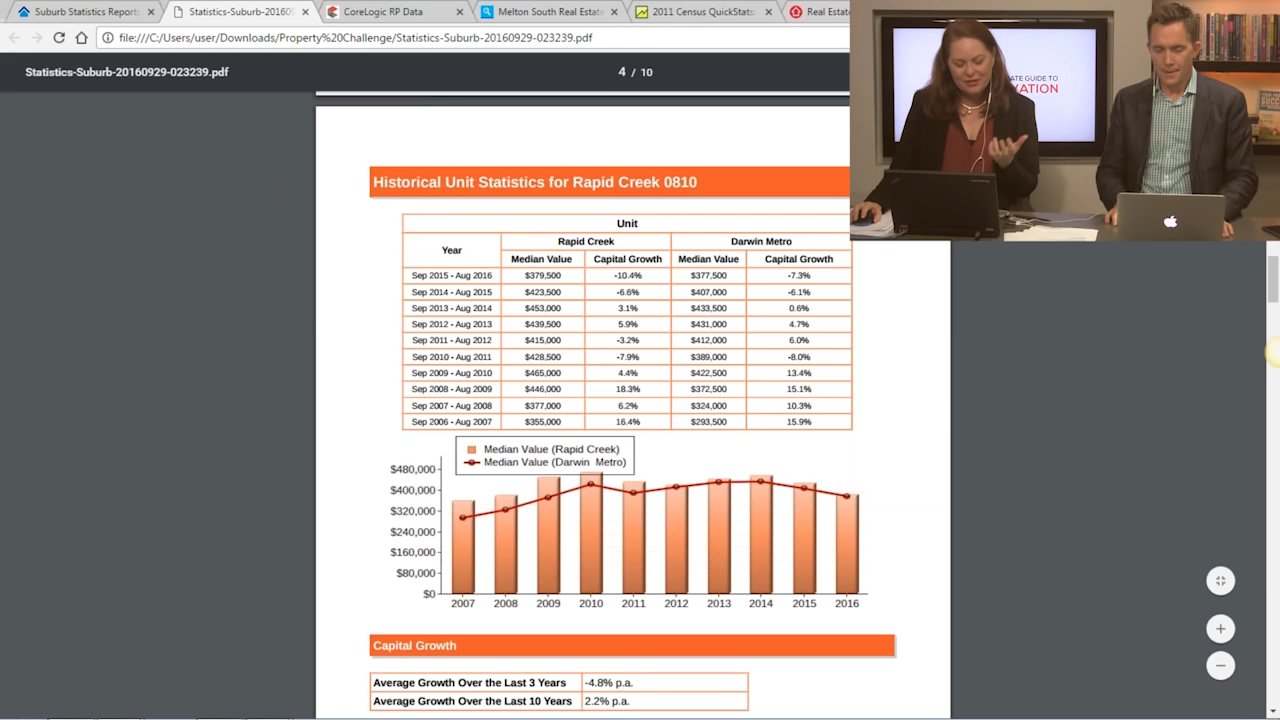 Suburb Statistics Reports
Statistics-Suburb-20160
CoreLogic RP Data
Melton South Real Estate
2011 Census QuickStats:
Real Estat
file:///C:/Users/user/Downloads/Property%20Challenge/Statistics-Suburb-20160929-023239.pdf
Statistics-Suburb-20160929-023239.pdf
4 / 10
ATE GUIDE TO
VATION
Historical Unit Statistics for Rapid Creek 0810
Unit
Year Rapid Creek Darwin Metro
Median Value Capital Growth Median Value Capital Growth
Sep 2015 - Aug 2016 $379,500 -10.4% $377,500 -7.3%
Sep 2014 - Aug 2015 $423,500 -6.6% $407,000 -6.1%
Sep 2013 - Aug 2014 $453,000 3.1% $433,500 0.6%
Sep 2012 - Aug 2013 $439,500 5.9% $431,000 4.7%
Sep 2011 - Aug 2012 $415,000 -3.2% $412,000 6.0%
Sep 2010 - Aug 2011 $428,500 -7.9% $389,000 -8.0%
Sep 2009 - Aug 2010 $465,000 4.4% $422,500 13.4%
Sep 2008 - Aug 2009 $446,000 18.3% $372,500 15.1%
Sep 2007 - Aug 2008 $377,000 6.2% $324,000 10.3%
Sep 2006 - Aug 2007 $355,000 16.4% $293,500 15.9%
Median Value (Rapid Creek)
Median Value (Darwin Metro)
$480,000
$400,000
$320,000
$240,000
$160,000
$80,000
$0
2007 2008 2009 2010 2011 2012 2013 2014 2015 2016
Capital Growth
Average Growth Over the Last 3 Years -4.8% p.a.
Average Growth Over the Last 10 Years 2.2% p.a.